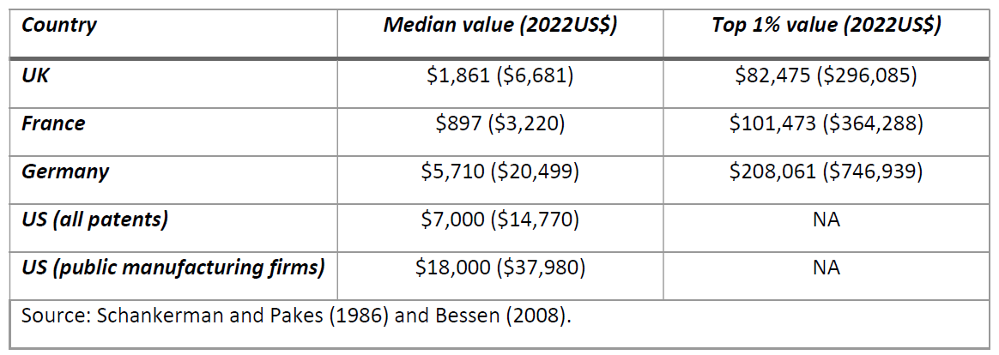 Country Median value (2022US$) Top 1% value (2022US$)
UK $1,861 ($6,681) $82,475 ($296,085)
France $897 ($3,220) $101,473 ($364,288)
Germany $5,710 ($20,499) $208,061 ($746,939)
US (all patents) $7,000 ($14,770) NA
US (public manufacturing firms) $18,000 ($37,980) NA
Source: Schankerman and Pakes (1986) and Bessen (2008).